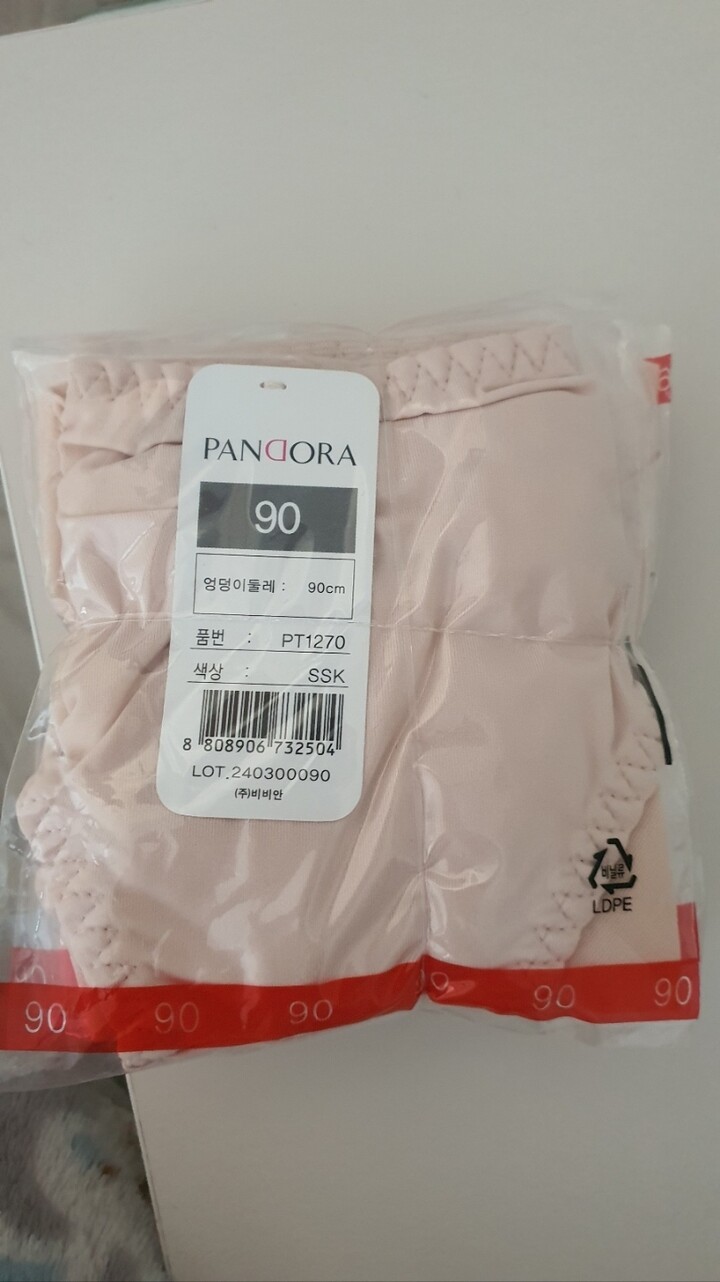 PANDORA
90
엉덩이둘레 : 90cm
품번 : PT1270
색상 : SSK
8 808906 732504
LOT.240300090
(주)비비안
비닐류
LDPE
90 90 90 90 90